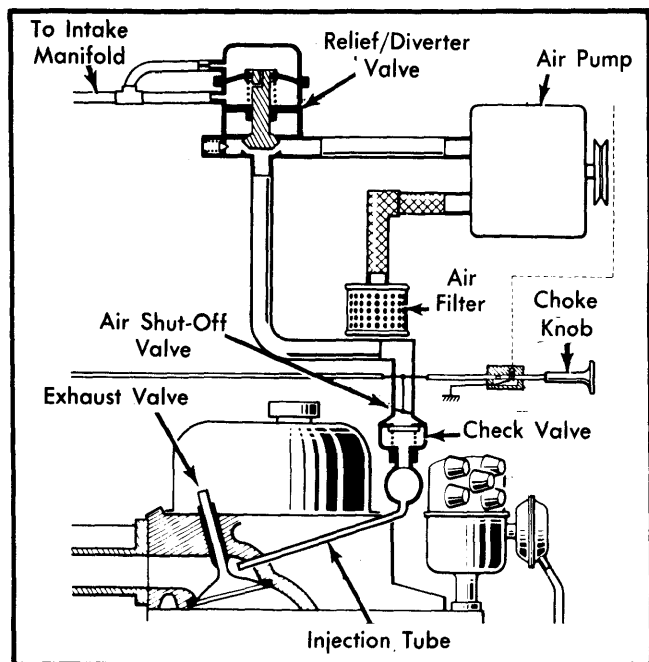 To Intake
Manifold
Relief/Diverter
Valve
Air Pump
Air
Filter
Choke
Knob
Air Shut-Off
Valve
Exhaust Valve
Check Valve
Injection Tube